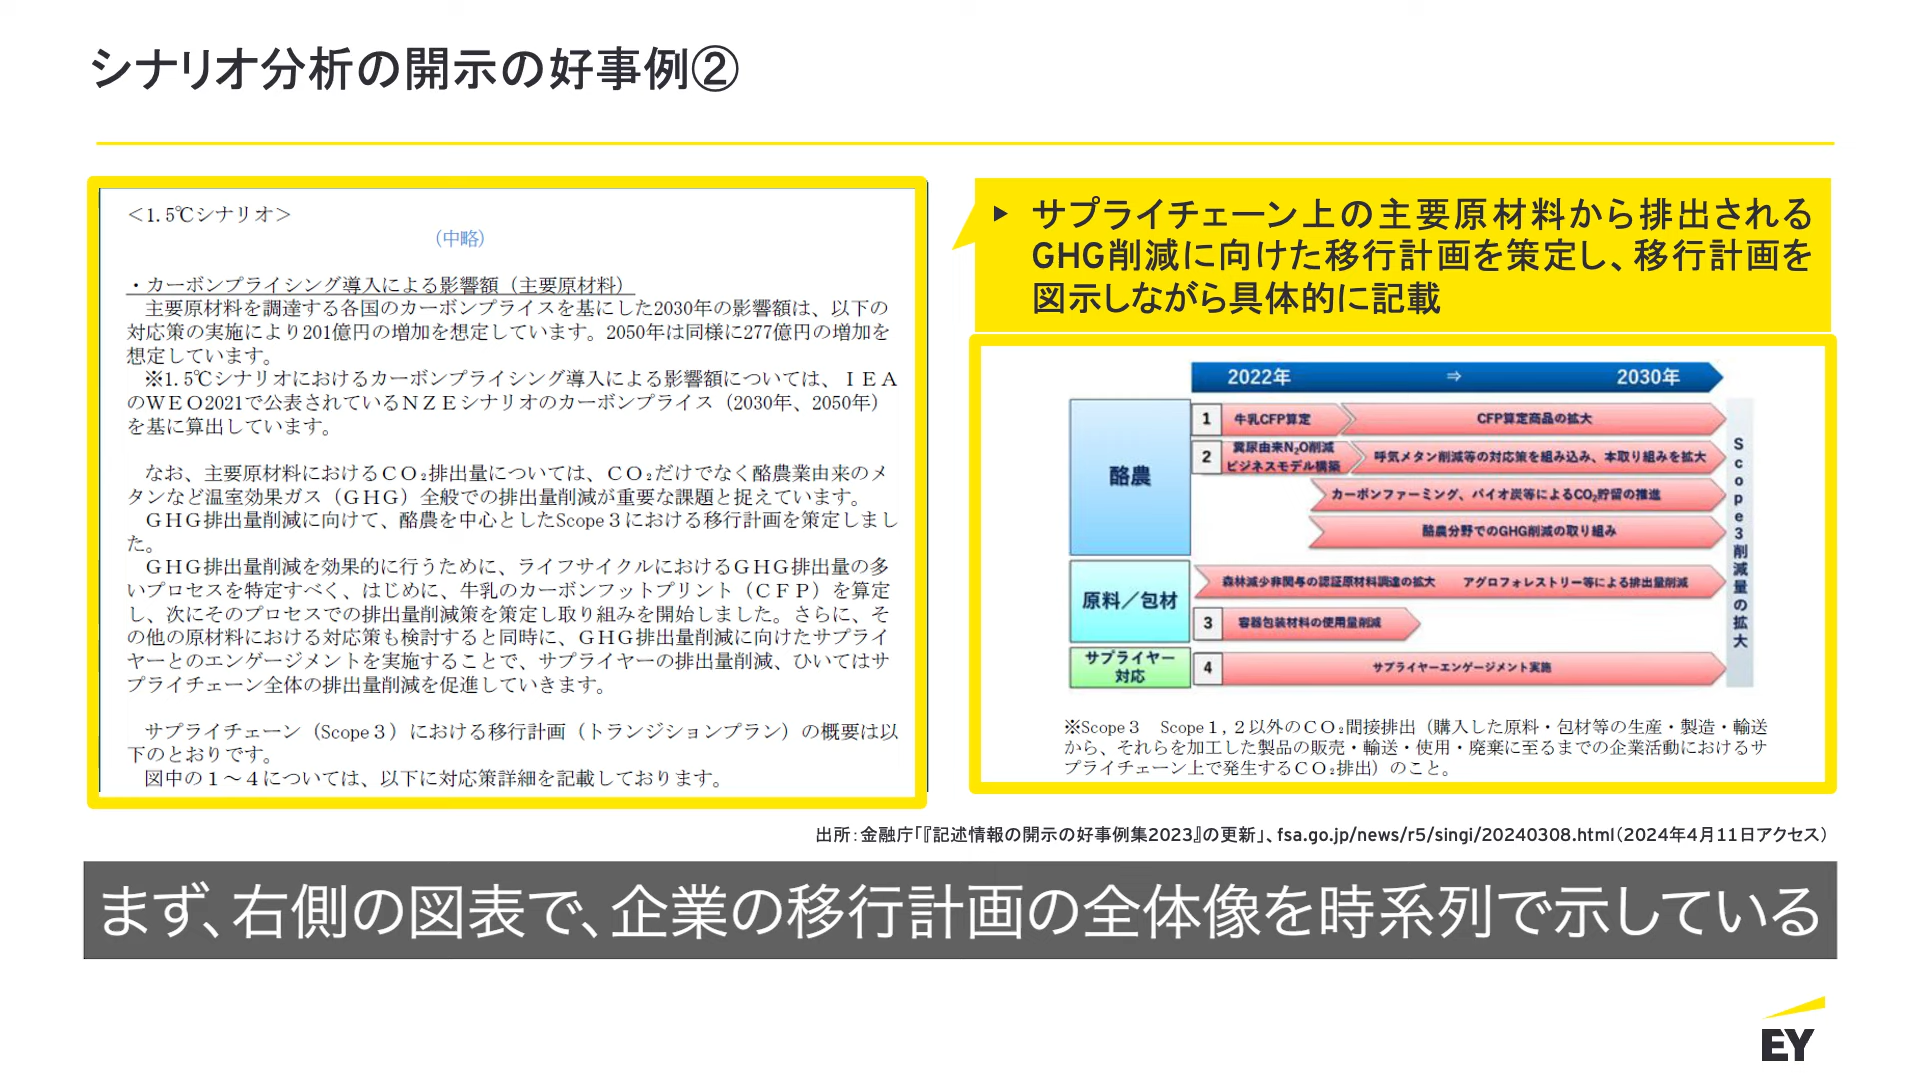 シナリオ分析の開示の好事例②
＜1.5℃シナリオ＞
（中略）
・カーボンプライシング導入による影響額（主要原材料）
主要原材料を調達する各国のカーボンプライスを基にした2030年の影響額は、以下の
対応策の実施により201億円の増加を想定しています。2050年は同様に277億円の増加を
想定しています。
※1.5℃シナリオにおけるカーボンプライシング導入による影響額については、ＩＥＡ
のＷＥＯ2021で公表されているＮＺＥシナリオのカーボンプライス（2030年、2050年）
を基に算出しています。
なお、主要原材料におけるＣＯ₂排出量については、ＣＯ₂だけでなく酪農業由来のメ
タンなど温室効果ガス（ＧＨＧ）全般での排出量削減が重要な課題と捉えています。
ＧＨＧ排出量削減に向けて、酪農を中心としたScope３における移行計画を策定しまし
た。
ＧＨＧ排出量削減を効果的に行うために、ライフサイクルにおけるＧＨＧ排出量の多
いプロセスを特定すべく、はじめに、牛乳のカーボンフットプリント（ＣＦＰ）を算定
し、次にそのプロセスでの排出量削減策を策定し取り組みを開始しました。さらに、そ
の他の原材料における対応策も検討すると同時に、ＧＨＧ排出量削減に向けたサプライ
ヤーとのエンゲージメントを実施することで、サプライヤーの排出量削減、ひいてはサ
プライチェーン全体の排出量削減を促進していきます。
サプライチェーン（Scope３）における移行計画（トランジションプラン）の概要は以
下のとおりです。
図中の１～４については、以下に対応策詳細を記載しております。
▶ サプライチェーン上の主要原材料から排出される
GHG削減に向けた移行計画を策定し、移行計画を
図示しながら具体的に記載
2022年 ⇒ 2030年
酪農
1 牛乳CFP算定 CFP算定商品の拡大
2 糞尿由来N₂O削減
ビジネスモデル構築 呼気メタン削減等の対応策を組み込み、本取り組みを拡大
カーボンファーミング、バイオ炭等によるCO₂貯留の推進
酪農分野でのGHG削減の取り組み
原料／包材
森林減少非関与の認証原材料調達の拡大 アグロフォレストリー等による排出量削減
3 容器包装材料の使用量削減
サプライヤー
対応
4 サプライヤーエンゲージメント実施
Scope3削減量の拡大
※Scope３ Scope１,２以外のＣＯ₂間接排出（購入した原料・包材等の生産・製造・輸送
から、それらを加工した製品の販売・輸送・使用・廃棄に至るまでの企業活動におけるサ
プライチェーン上で発生するＣＯ₂排出）のこと。
出所：金融庁「『記述情報の開示の好事例集2023』の更新」、fsa.go.jp/news/r5/singi/20240308.html（2024年4月11日アクセス）
まず、右側の図表で、企業の移行計画の全体像を時系列で示している
EY